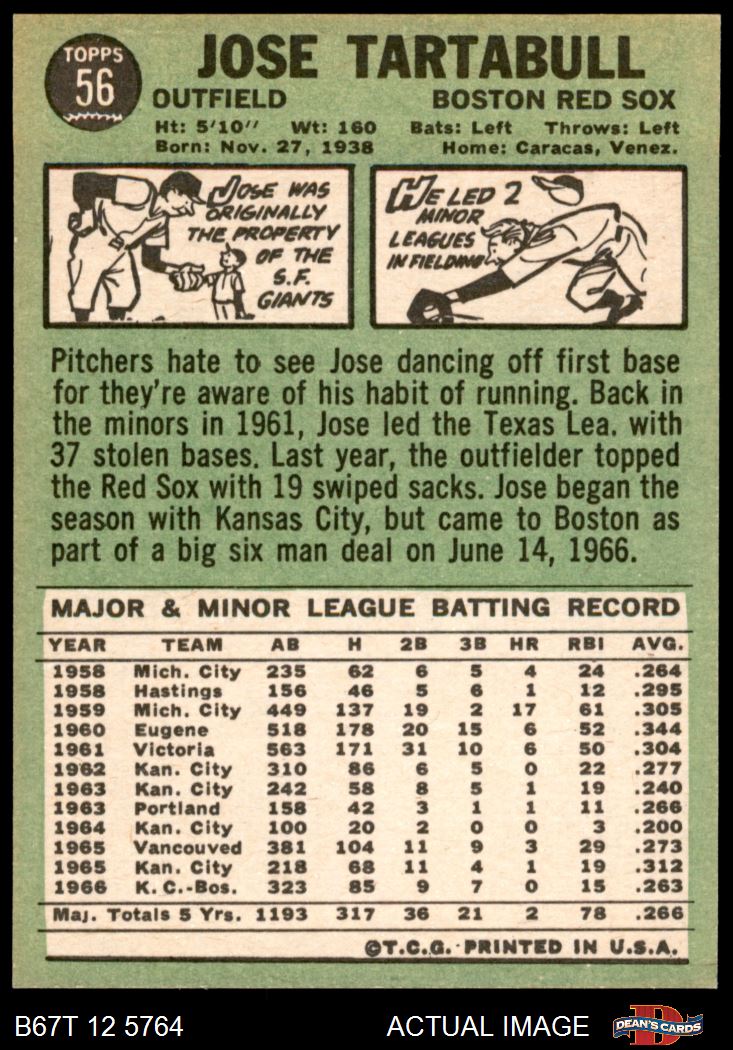 TOPPS
56
JOSE TARTABULL
OUTFIELD BOSTON RED SOX
Ht: 5'10" Wt: 160 Bats: Left Throws: Left
Born: Nov. 27, 1938 Home: Caracas, Venez.
JOSE WAS
ORIGINALLY
THE PROPERTY
OF THE
S.F.
GIANTS
HE LED 2
MINOR
LEAGUES
IN FIELDING
Pitchers hate to see Jose dancing off first base
for they're aware of his habit of running. Back in
the minors in 1961, Jose led the Texas Lea. with
37 stolen bases. Last year, the outfielder topped
the Red Sox with 19 swiped sacks. Jose began the
season with Kansas City, but came to Boston as
part of a big six man deal on June 14, 1966.
MAJOR & MINOR LEAGUE BATTING RECORD
YEAR TEAM AB H 2B 3B HR RBI AVG.
1958 Mich. City 235 62 6 5 4 24 .264
1958 Hastings 156 46 5 6 1 12 .295
1959 Mich. City 449 137 19 2 17 61 .305
1960 Eugene 518 178 20 15 6 52 .344
1961 Victoria 563 171 31 10 6 50 .304
1962 Kan. City 310 86 6 5 0 22 .277
1963 Kan. City 242 58 8 5 1 19 .240
1963 Portland 158 42 3 1 1 11 .266
1964 Kan. City 100 20 2 0 0 3 .200
1965 Vancouved 381 104 11 9 3 29 .273
1965 Kan. City 218 68 11 4 1 19 .312
1966 K. C.-Bos. 323 85 9 7 0 15 .263
Maj. Totals 5 Yrs. 1193 317 36 21 2 78 .266
©T.C.G. PRINTED IN U.S.A.
B67T 12 5764 ACTUAL IMAGE DEAN'S CARDS